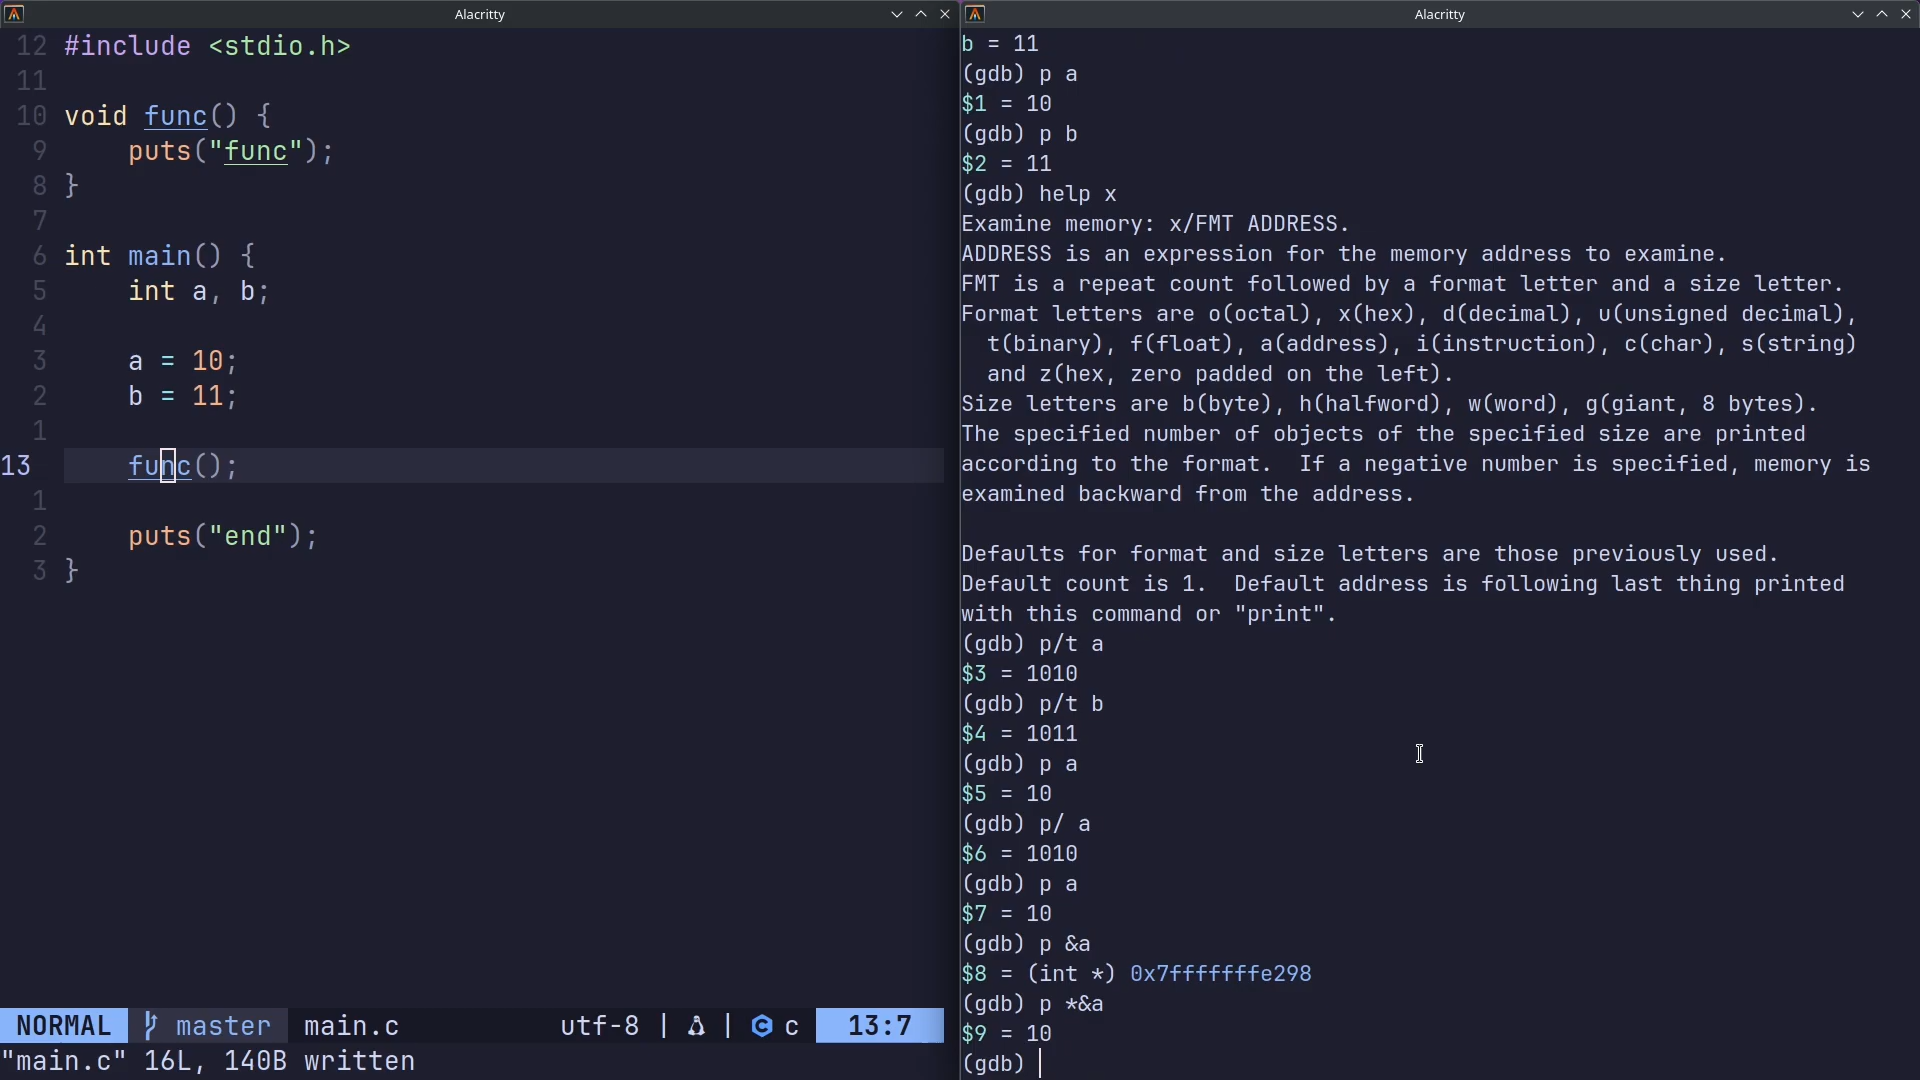 Alacritty
12 #include <stdio.h>
11
10 void func() {
9     puts("func");
8 }
7
6 int main() {
5     int a, b;
4
3     a = 10;
2     b = 11;
1
13     func();
1
2     puts("end");
3 }
NORMAL master main.c utf-8 | | c 13:7
"main.c" 16L, 140B written
Alacritty
b = 11
(gdb) p a
$1 = 10
(gdb) p b
$2 = 11
(gdb) help x
Examine memory: x/FMT ADDRESS.
ADDRESS is an expression for the memory address to examine.
FMT is a repeat count followed by a format letter and a size letter.
Format letters are o(octal), x(hex), d(decimal), u(unsigned decimal),
  t(binary), f(float), a(address), i(instruction), c(char), s(string)
  and z(hex, zero padded on the left).
Size letters are b(byte), h(halfword), w(word), g(giant, 8 bytes).
The specified number of objects of the specified size are printed
according to the format.  If a negative number is specified, memory is
examined backward from the address.

Defaults for format and size letters are those previously used.
Default count is 1.  Default address is following last thing printed
with this command or "print".
(gdb) p/t a
$3 = 1010
(gdb) p/t b
$4 = 1011
(gdb) p a
$5 = 10
(gdb) p/ a
$6 = 1010
(gdb) p a
$7 = 10
(gdb) p &a
$8 = (int *) 0x7fffffffe298
(gdb) p *&a
$9 = 10
(gdb)